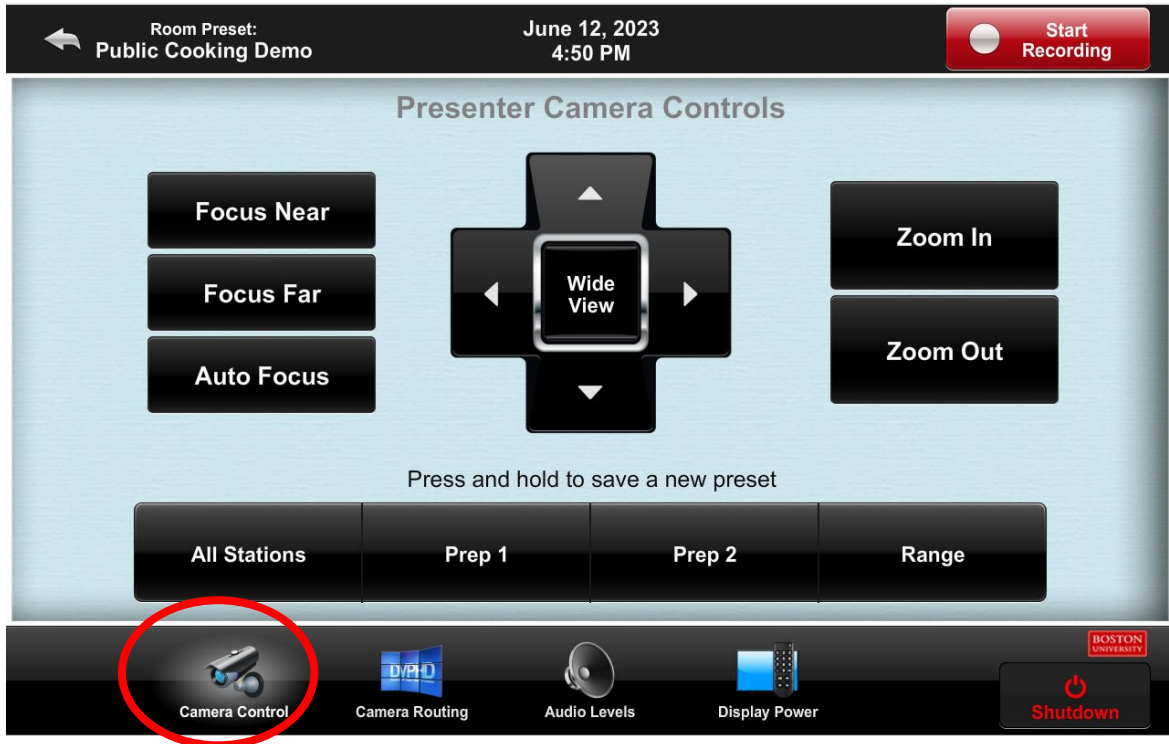 Room Preset:
Public Cooking Demo
June 12, 2023
4:50 PM
Start
Recording
Presenter Camera Controls
Focus Near
Focus Far
Auto Focus
Wide
View
Zoom In
Zoom Out
Press and hold to save a new preset
All Stations
Prep 1
Prep 2
Range
Camera Control
DVPHD
Camera Routing
Audio Levels
Display Power
BOSTON
UNIVERSITY
Shutdown